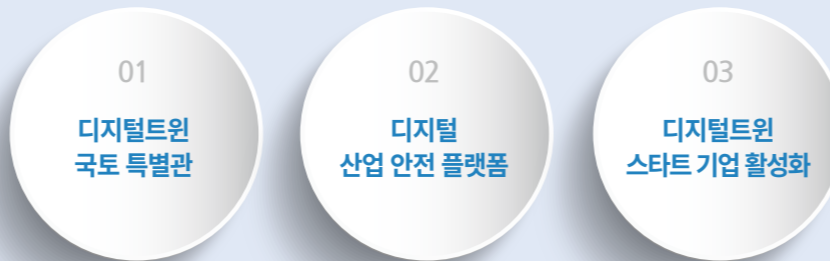 01
디지털트윈
국토 특별관
02
디지털
산업 안전 플랫폼
03
디지털트윈
스타트 기업 활성화